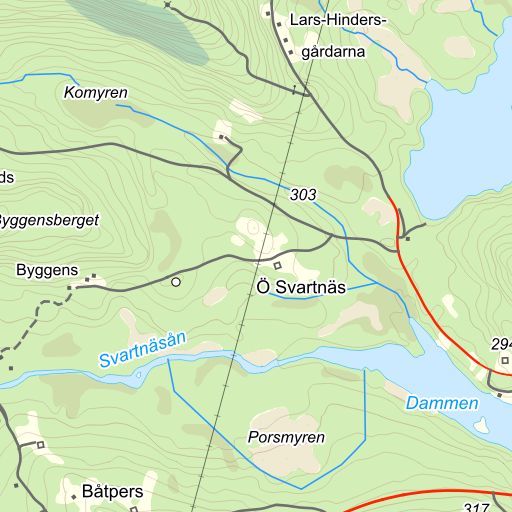 Lars-Hinders-
gårdarna
Komyren
ds
303
Byggensberget
Byggens
Ö Svartnäs
Svartnäsån
294
Dammen
Porsmyren
Båtpers
317